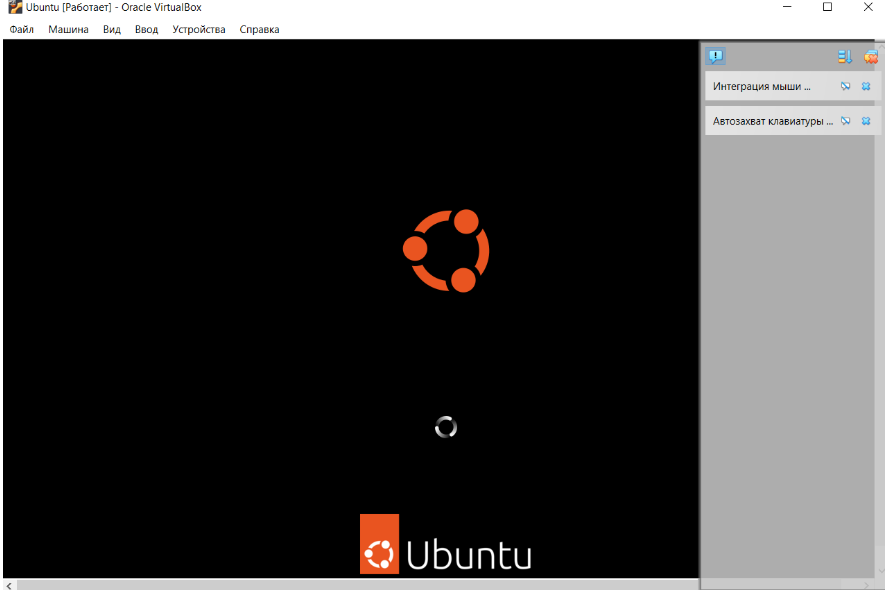 Ubuntu [Работает] - Oracle VirtualBox
Файл Машина Вид Ввод Устройства Справка
Интеграция мыши ...
Автозахват клавиатуры ...
Ubuntu